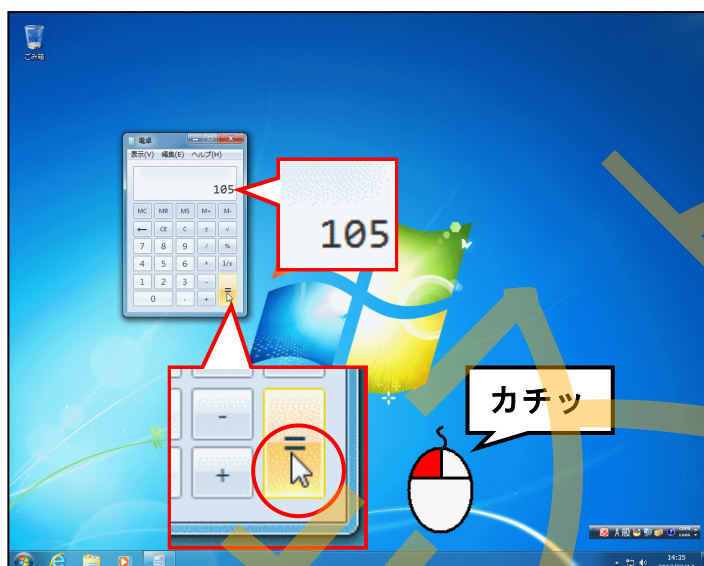 ごみ箱
電卓
表示(V) 編集(E) ヘルプ(H)
105
105
MC MR MS M+ M-
← CE C ± √
7 8 9 / %
4 5 6 * 1/x
1 2 3 - =
0 . +
- =
+
カチッ
A 般
14:35